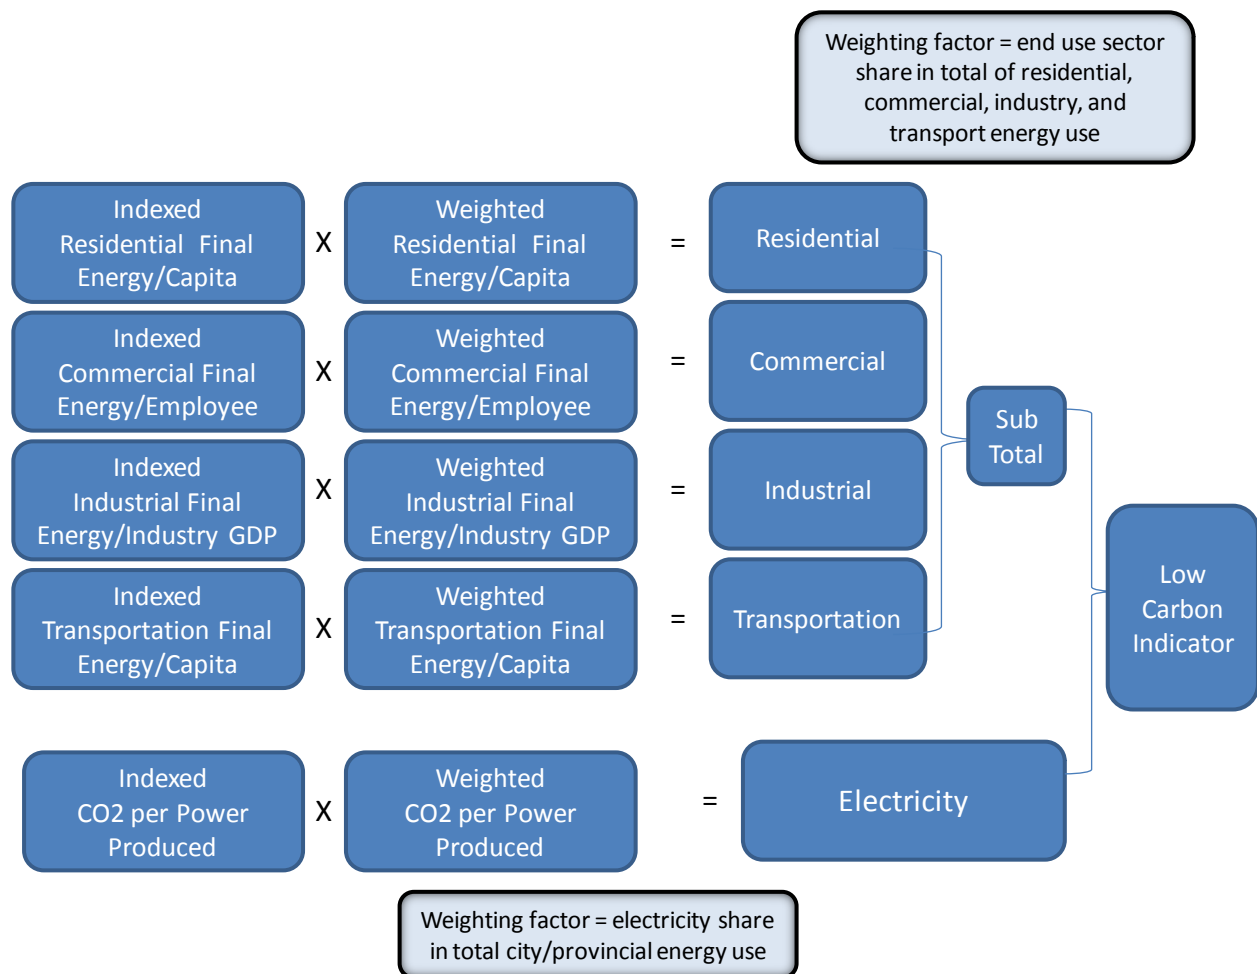 Weighting factor = end use sector
share in total of residential,
commercial, industry, and
transport energy use
Indexed
Residential Final
Energy/Capita
X
Weighted
Residential Final
Energy/Capita
=
Residential
Indexed
Commercial Final
Energy/Employee
X
Weighted
Commercial Final
Energy/Employee
=
Commercial
Indexed
Industrial Final
Energy/Industry GDP
X
Weighted
Industrial Final
Energy/Industry GDP
=
Industrial
Indexed
Transportation Final
Energy/Capita
X
Weighted
Transportation Final
Energy/Capita
=
Transportation
Sub
Total
Low
Carbon
Indicator
Indexed
CO2 per Power
Produced
X
Weighted
CO2 per Power
Produced
=
Electricity
Weighting factor = electricity share
in total city/provincial energy use